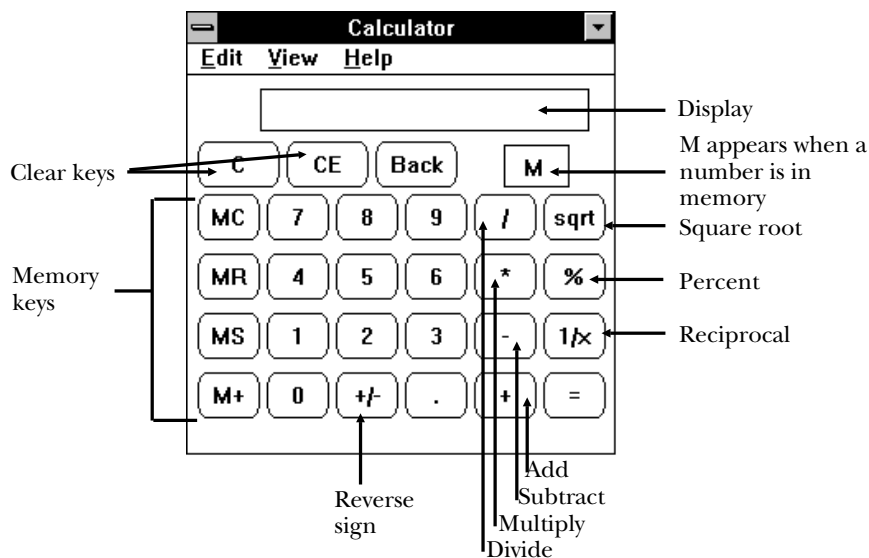 Calculator
Edit View Help
Display
C CE Back M
M appears when a
number is in
memory
Clear keys
MC 7 8 9 / sqrt
Square root
Memory
keys
MR 4 5 6 * %
Percent
MS 1 2 3 - 1/x
Reciprocal
M+ 0 +/- . + =
Reverse
sign
Add
Subtract
Multiply
Divide